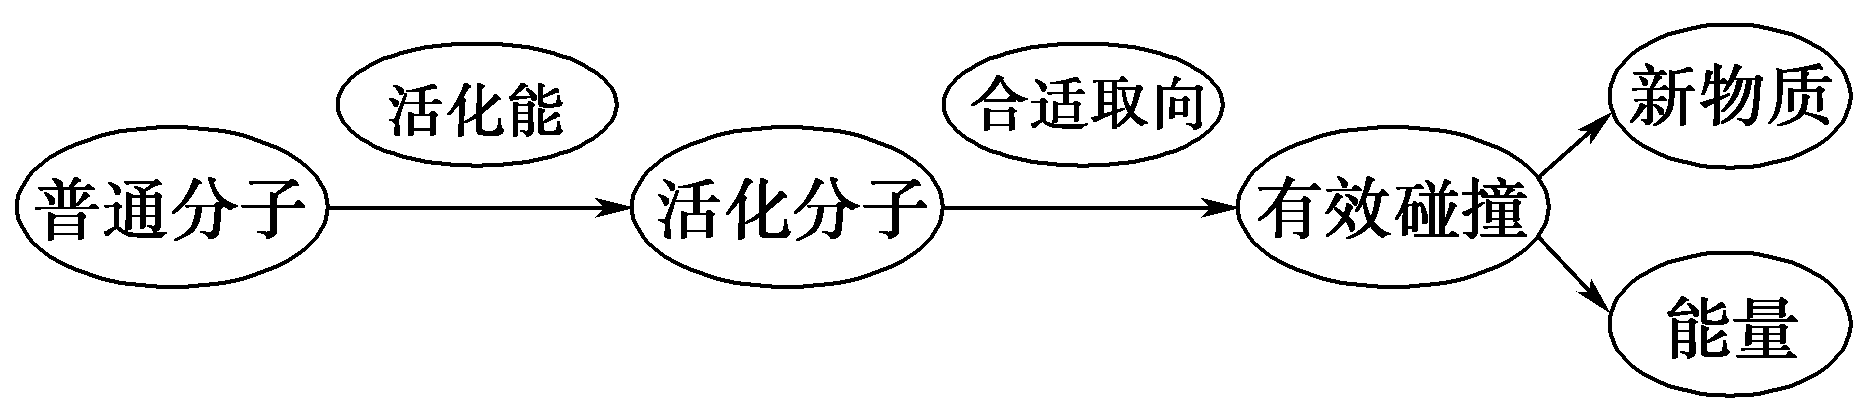 普通分子
活化能
活化分子
合适取向
有效碰撞
新物质
能量